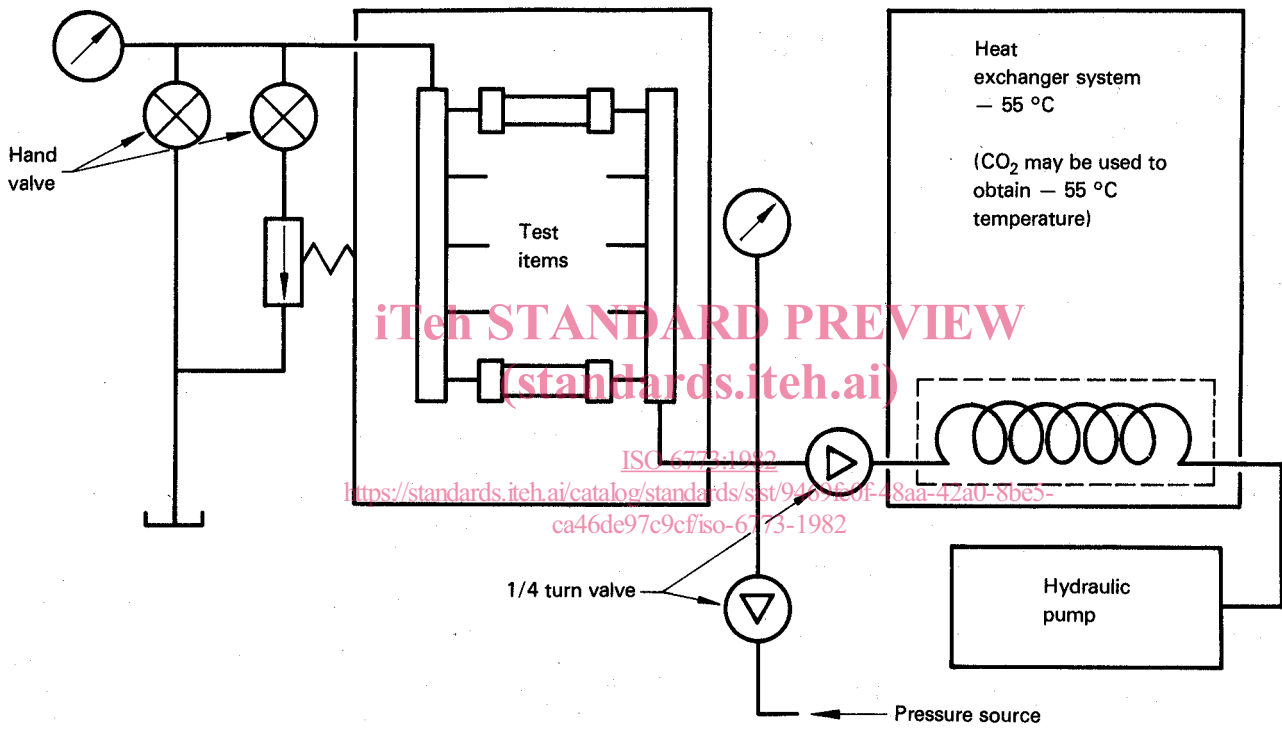 Heat
exchanger system
— 55 °C
(CO₂ may be used to
obtain — 55 °C
temperature)
Hand
valve
Test
items
iTeh STANDARD PREVIEW
(standards.iteh.ai)
ISO 6773:1982
https://standards.iteh.ai/catalog/standards/sist/9469fe0f-48aa-42a0-8be5-
ca46de97c9cf/iso-6773-1982
1/4 turn valve
Hydraulic
pump
Pressure source